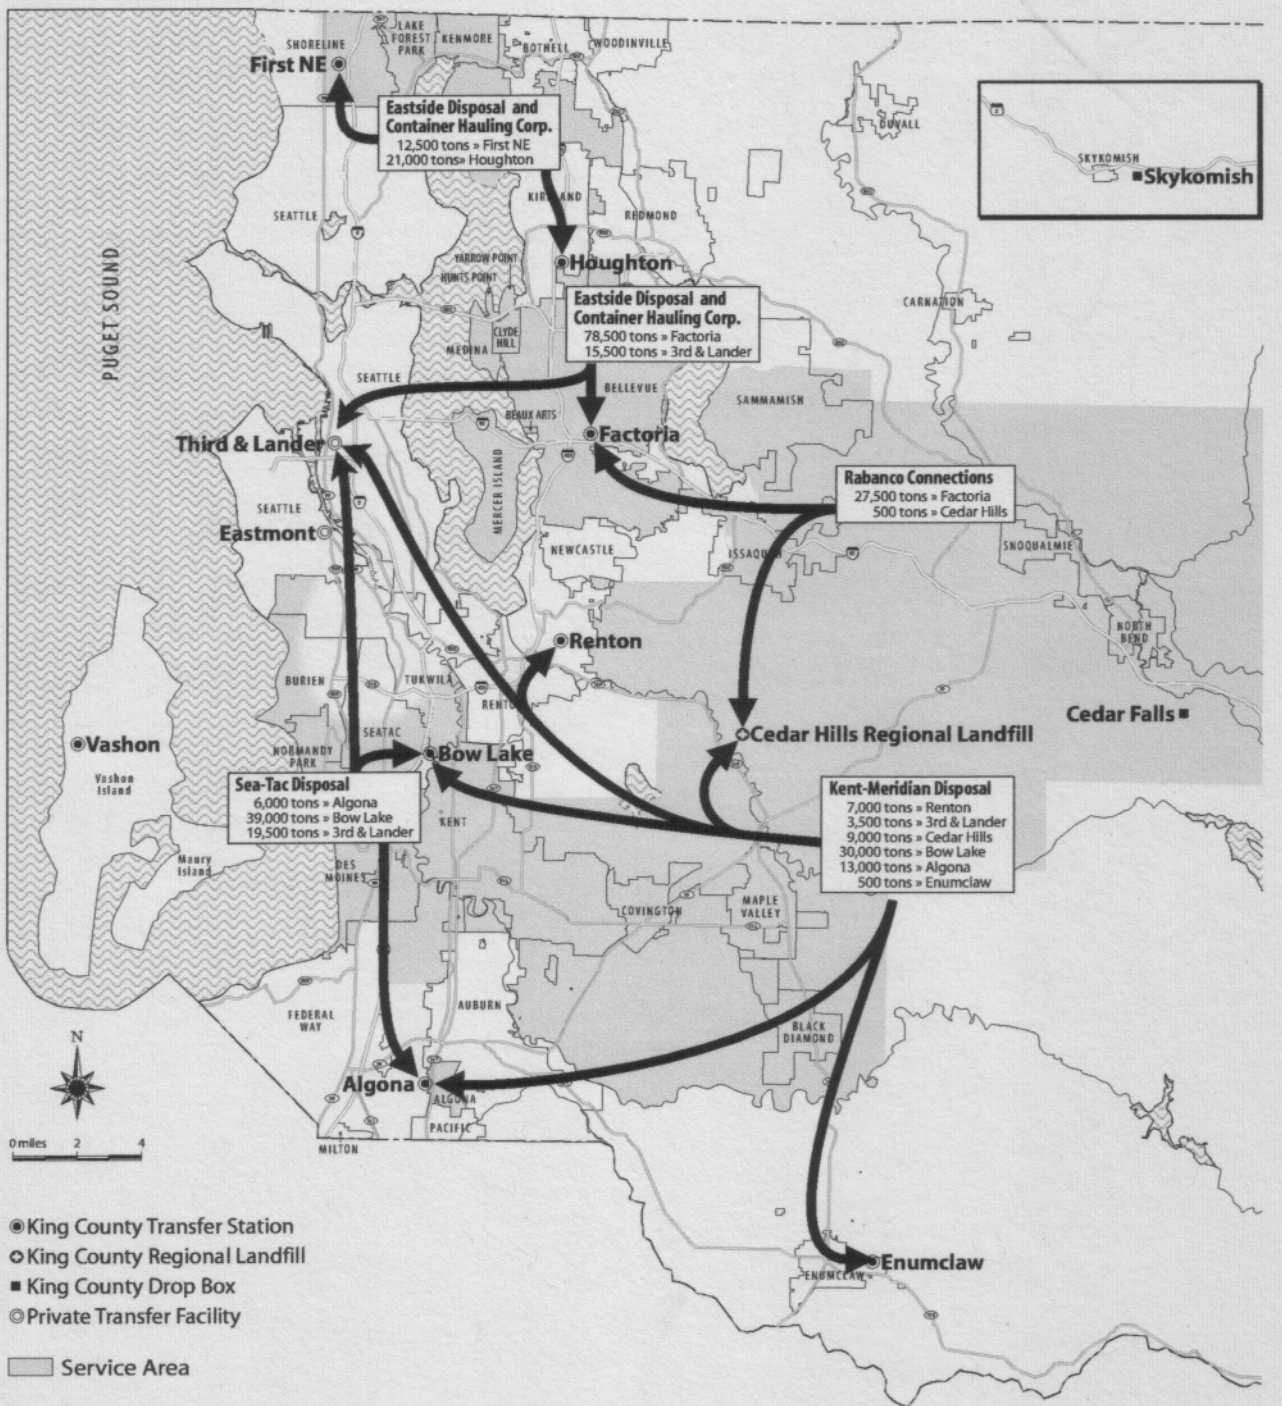 SHORELINE
LAKE
FOREST
PARK
KENMORE
BOTHELL
WOODINVILLE
First NE
Eastside Disposal and
Container Hauling Corp.
12,500 tons » First NE
21,000 tons» Houghton
DUVALL
SKYKOMISH
Skykomish
SEATTLE
KIRKLAND
REDMOND
PUGET SOUND
YARROW POINT
HUNTS POINT
Houghton
Eastside Disposal and
Container Hauling Corp.
78,500 tons » Factoria
15,500 tons » 3rd & Lander
CARNATION
CLYDE
HILL
MEDINA
SEATTLE
BELLEVUE
SAMMAMISH
BEAUX ARTS
Third & Lander
Factoria
MERCER ISLAND
Rabanco Connections
27,500 tons » Factoria
500 tons » Cedar Hills
SEATTLE
Eastmont
NEWCASTLE
ISSAQUAH
SNOQUALMIE
NORTH
BEND
Renton
BURIEN
TUKWILA
RENTON
Cedar Falls
Vashon
Vashon
Island
SEATAC
NORMANDY
PARK
Bow Lake
Cedar Hills Regional Landfill
Sea-Tac Disposal
6,000 tons » Algona
39,000 tons » Bow Lake
19,500 tons » 3rd & Lander
KENT
Kent-Meridian Disposal
7,000 tons » Renton
3,500 tons » 3rd & Lander
9,000 tons » Cedar Hills
30,000 tons » Bow Lake
13,000 tons » Algona
500 tons » Enumclaw
Maury
Island
DES
MOINES
COVINGTON
MAPLE
VALLEY
AUBURN
FEDERAL
WAY
BLACK
DIAMOND
N
Algona
ALGONA
PACIFIC
MILTON
0 miles 2 4
King County Transfer Station
King County Regional Landfill
King County Drop Box
Private Transfer Facility
Service Area
Enumclaw
ENUMCLAW